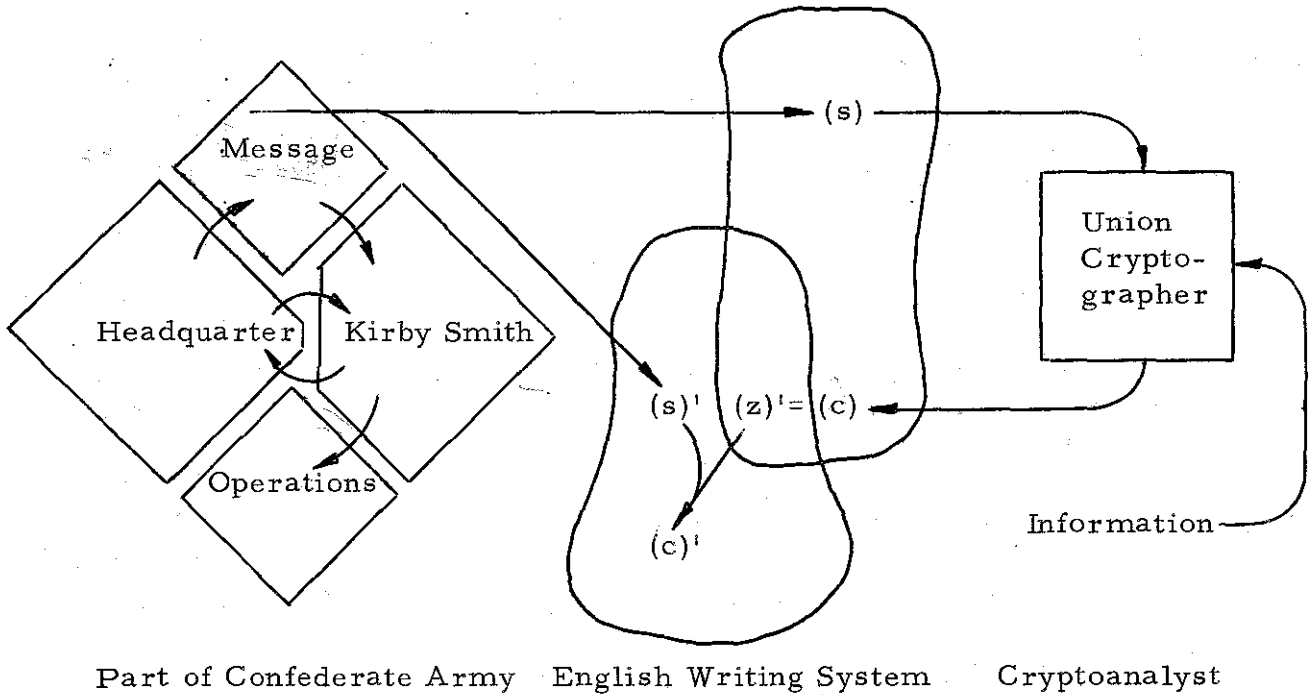 (s)
Message
Union
Crypto-
grapher
Headquarter
Kirby Smith
(s)' (z)' = (c)
Operations
Information
(c)'
Part of Confederate Army English Writing System Cryptoanalyst